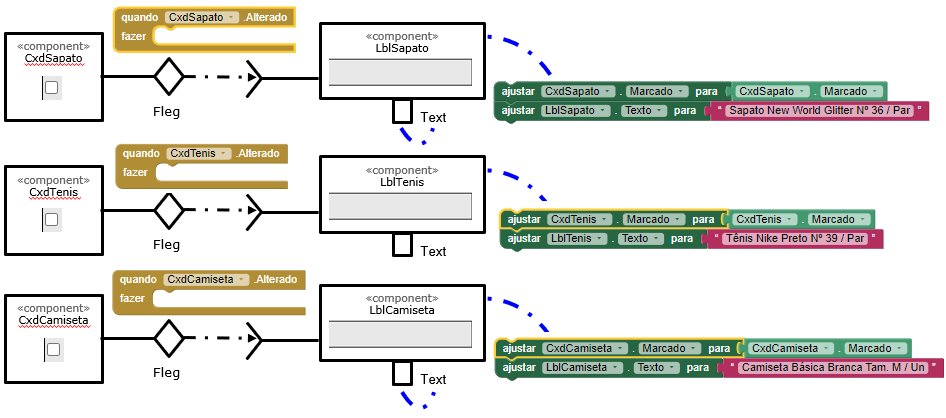 quando CxdSapato .Alterado
fazer
«component»
CxdSapato
Fleg
«component»
LblSapato
Text
ajustar CxdSapato . Marcado para CxdSapato . Marcado
ajustar LblSapato . Texto para " Sapato New World Glitter Nº 36 / Par "
quando CxdTenis .Alterado
fazer
«component»
CxdTenis
Fleg
«component»
LblTenis
Text
ajustar CxdTenis . Marcado para CxdTenis . Marcado
ajustar LblTenis . Texto para " Tênis Nike Preto Nº 39 / Par "
quando CxdCamiseta .Alterado
fazer
«component»
CxdCamiseta
Fleg
«component»
LblCamiseta
Text
ajustar CxdCamiseta . Marcado para CxdCamiseta . Marcado
ajustar LblCamiseta . Texto para " Camiseta Básica Branca Tam. M / Un "